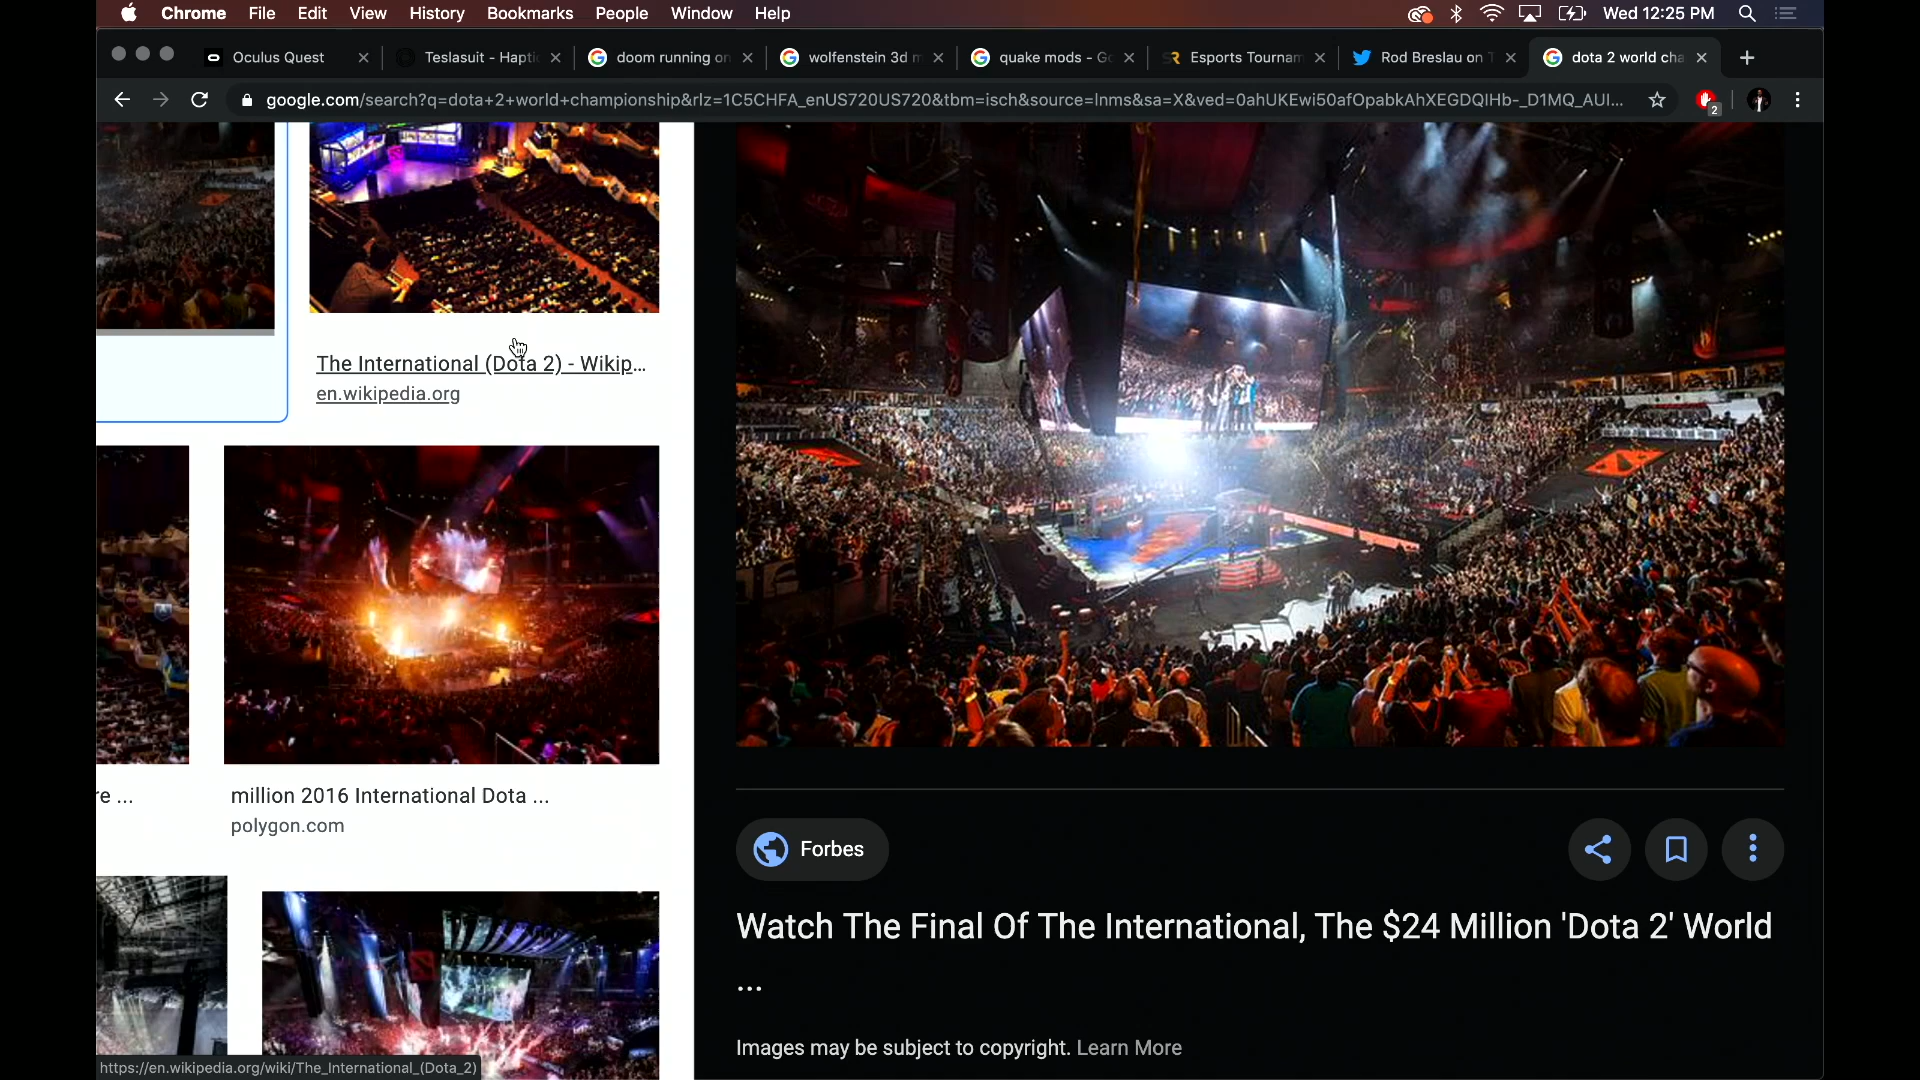 Chrome File Edit View History Bookmarks People Window Help Wed 12:25 PM
Oculus Quest Teslasuit - Haptic doom running on wolfenstein 3d m quake mods - Go Esports Tournam Rod Breslau on T dota 2 world cha
google.com/search?q=dota+2+world+championship&rlz=1C5CHFA_enUS720US720&tbm=isch&source=lnms&sa=X&ved=0ahUKEwi50afOpabkAhXEGDQIHb-_D1MQ_AUI... 2
The International (Dota 2) - Wikip...
en.wikipedia.org
re ...
million 2016 International Dota ...
polygon.com
Forbes
Watch The Final Of The International, The $24 Million 'Dota 2' World
...
Images may be subject to copyright. Learn More
https://en.wikipedia.org/wiki/The_International_(Dota_2)